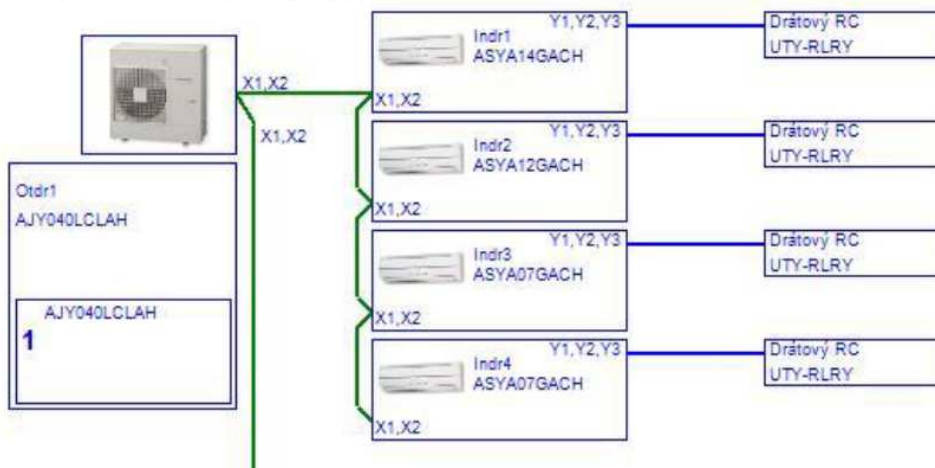 X1,X2
X1,X2
Otdr1
AJY040LCLAH
AJY040LCLAH
1
Y1,Y2,Y3
Indr1
ASYA14GACH
X1,X2
Drátový RC
UTY-RLRY
Y1,Y2,Y3
Indr2
ASYA12GACH
X1,X2
Drátový RC
UTY-RLRY
Y1,Y2,Y3
Indr3
ASYA07GACH
X1,X2
Drátový RC
UTY-RLRY
Y1,Y2,Y3
Indr4
ASYA07GACH
X1,X2
Drátový RC
UTY-RLRY